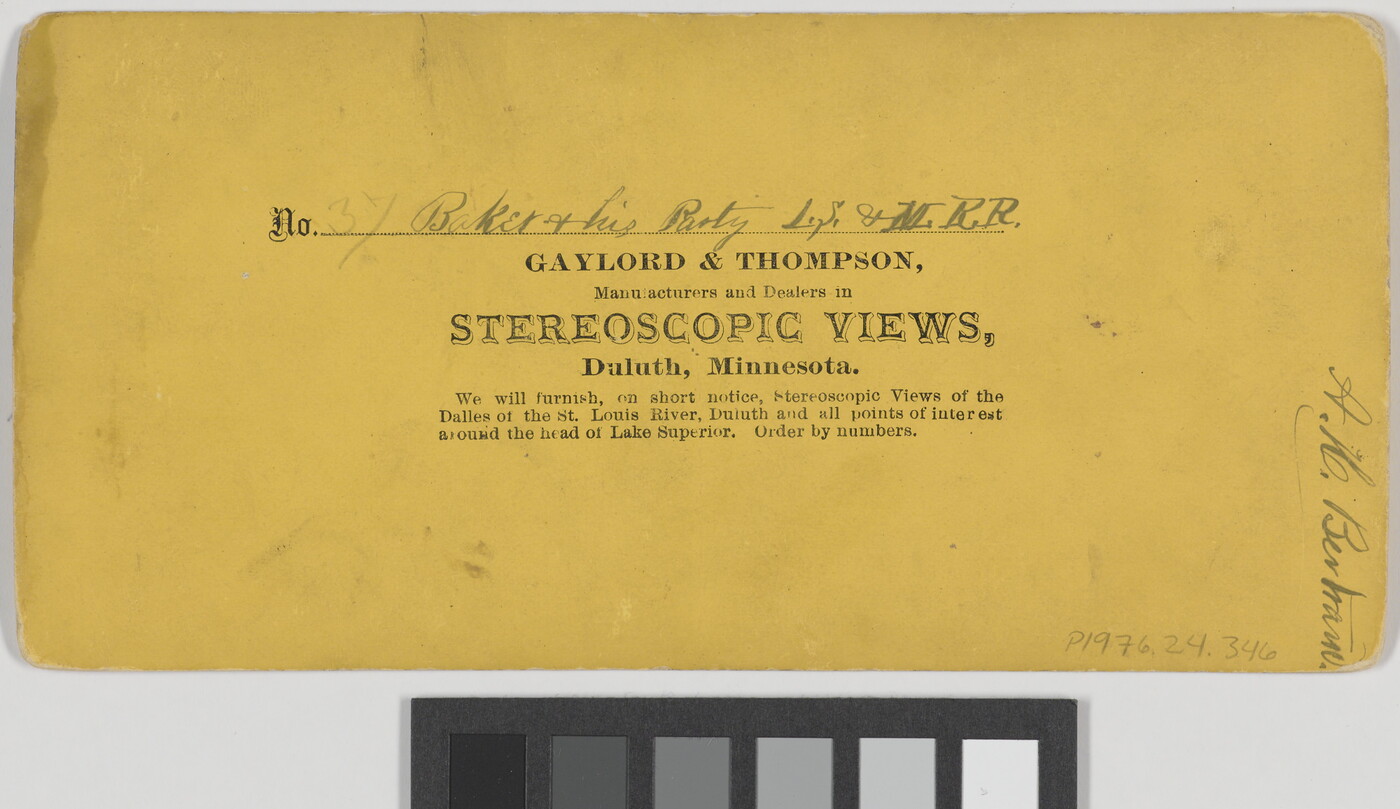 No. 37 Baker & his Party L.S. & M.R.R.
GAYLORD & THOMPSON,
Manufacturers and Dealers in
STEREOSCOPIC VIEWS,
Duluth, Minnesota.
We will furnish, on short notice, Stereoscopic Views of the
Dalles of the St. Louis River, Duluth and all points of interest
around the head of Lake Superior. Order by numbers.
A. H. Bertram.
P1976.24.346